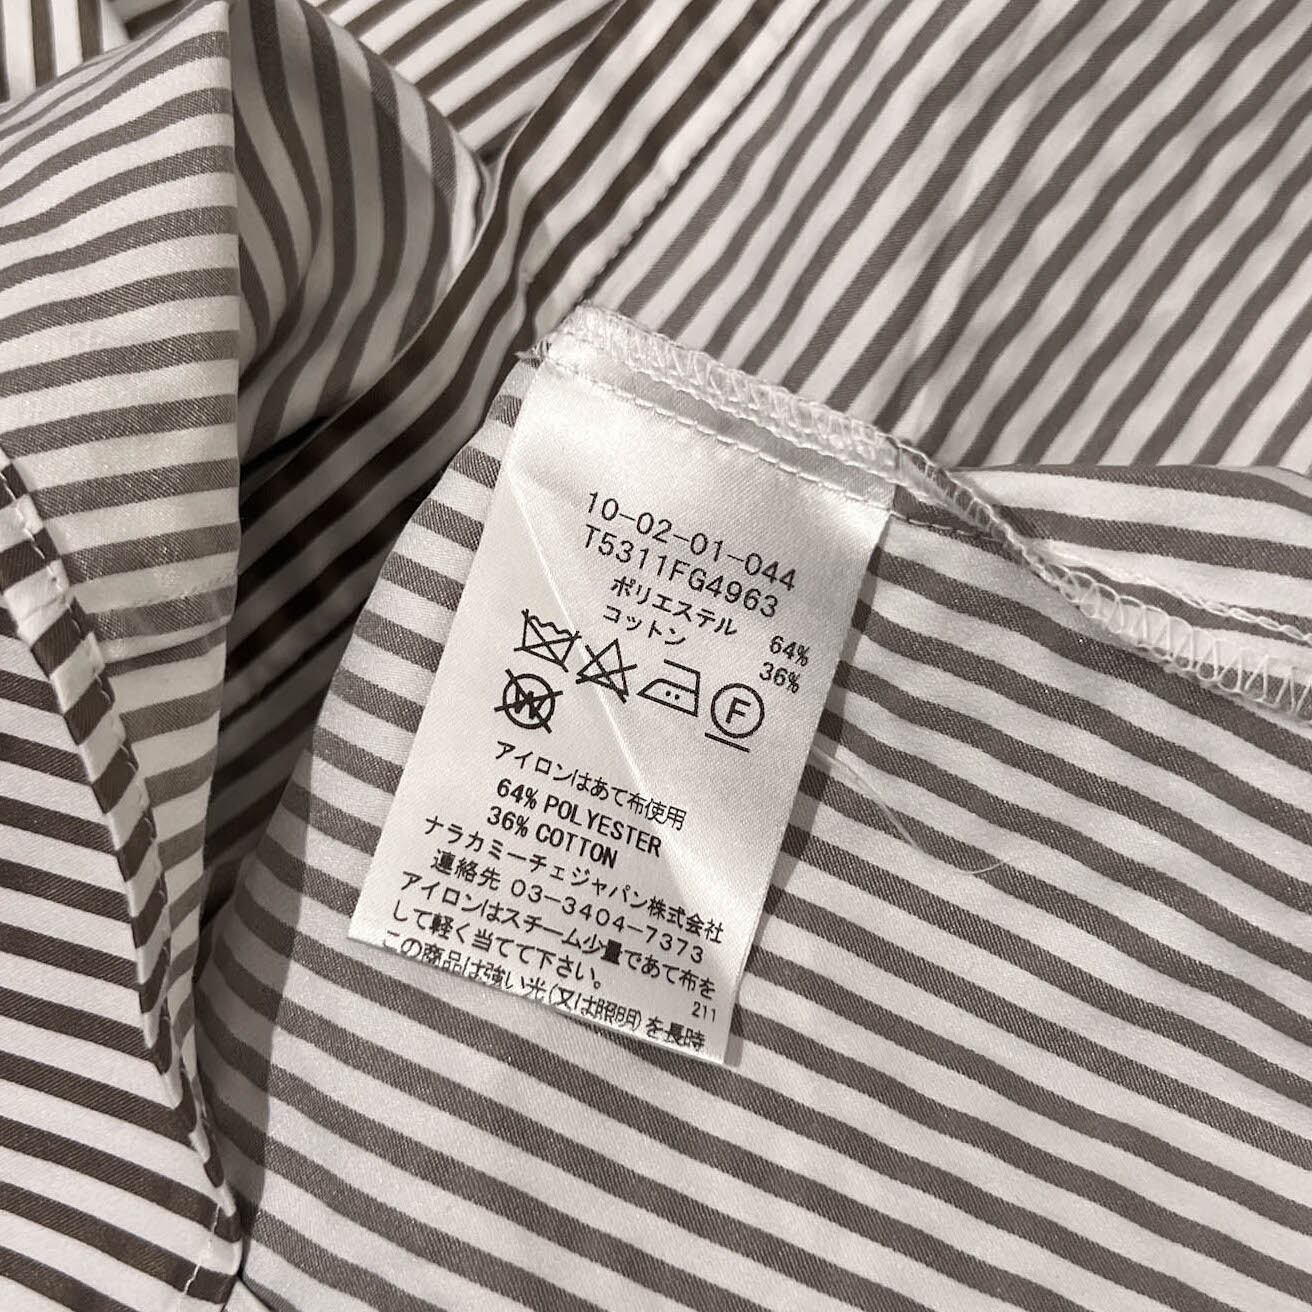 10-02-01-044
T5311FG4963
ポリエステル 64%
コットン 36%
F
W
アイロンはあて布使用
64% POLYESTER
36% COTTON
ナラカミーチェジャパン株式会社
連絡先 03-3404-7373
アイロンはスチーム少量であて布を
して軽く当てて下さい。
211
この商品は強い光(又は照明)を長時